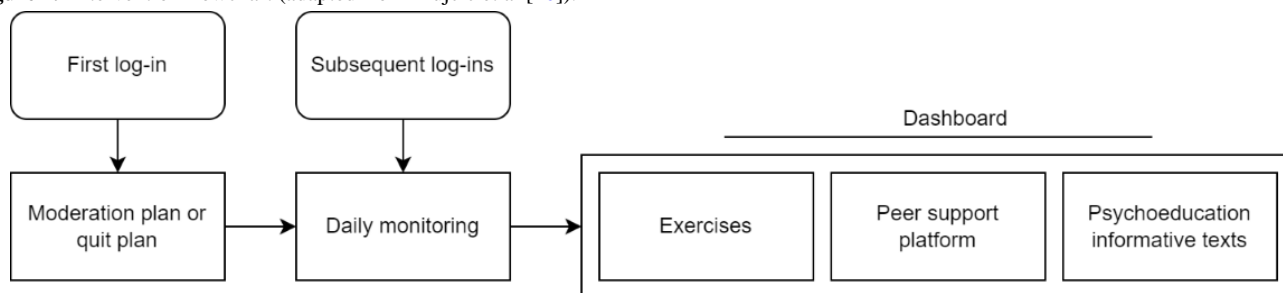 First log-in
Subsequent log-ins
Dashboard
Moderation plan or
quit plan
Daily monitoring
Exercises
Peer support
platform
Psychoeducation
informative texts